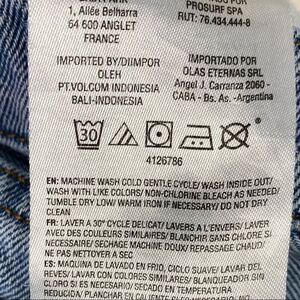 1, Allée Belharra
64 600 ANGLET
FRANCE
PROSURF SPA
RUT: 76.434.444-8
IMPORTED BY/DIIMPOR
OLEH
PT.VOLCOM INDONESIA
BALI-INDONESIA
IMPORTADO POR
OLAS ETERNAS SRL
Angel J. Carranza 2060 -
CABA - Bs. As. -Argentina
30
4126786
EN: MACHINE WASH COLD GENTLE CYCLE/ WASH INSIDE OUT/
WASH WITH LIKE COLORS/ NON-CHLORINE BLEACH AS NEEDED/
TUMBLE DRY LOW/ WARM IRON IF NECESSARY/ DO NOT DRY
CLEAN
FR: LAVER A 30° CYCLE DELICAT/ LAVER A L'ENVERS/ LAVER
AVEC DES COULEURS SIMILAIRES/ BLANCHIR SANS CHLORE SI
NECESSAIRE/ SECHAGE MACHINE DOUX/ REPASSAGE CHAUD/
NE PAS NETTOYER A SEC
ES: MAQUINA DE LAVADO EN FRIO, CICLO SUAVE/ LAVAR DEL
REVES/ LAVAR CON COLORES SIMILARES/ BLANQUEAR SIN
CLORO SI ES NECESARIO/ SECADO EN TEMPERATURA
REDUCIDA/ PLANCHAR EN CALIENTE